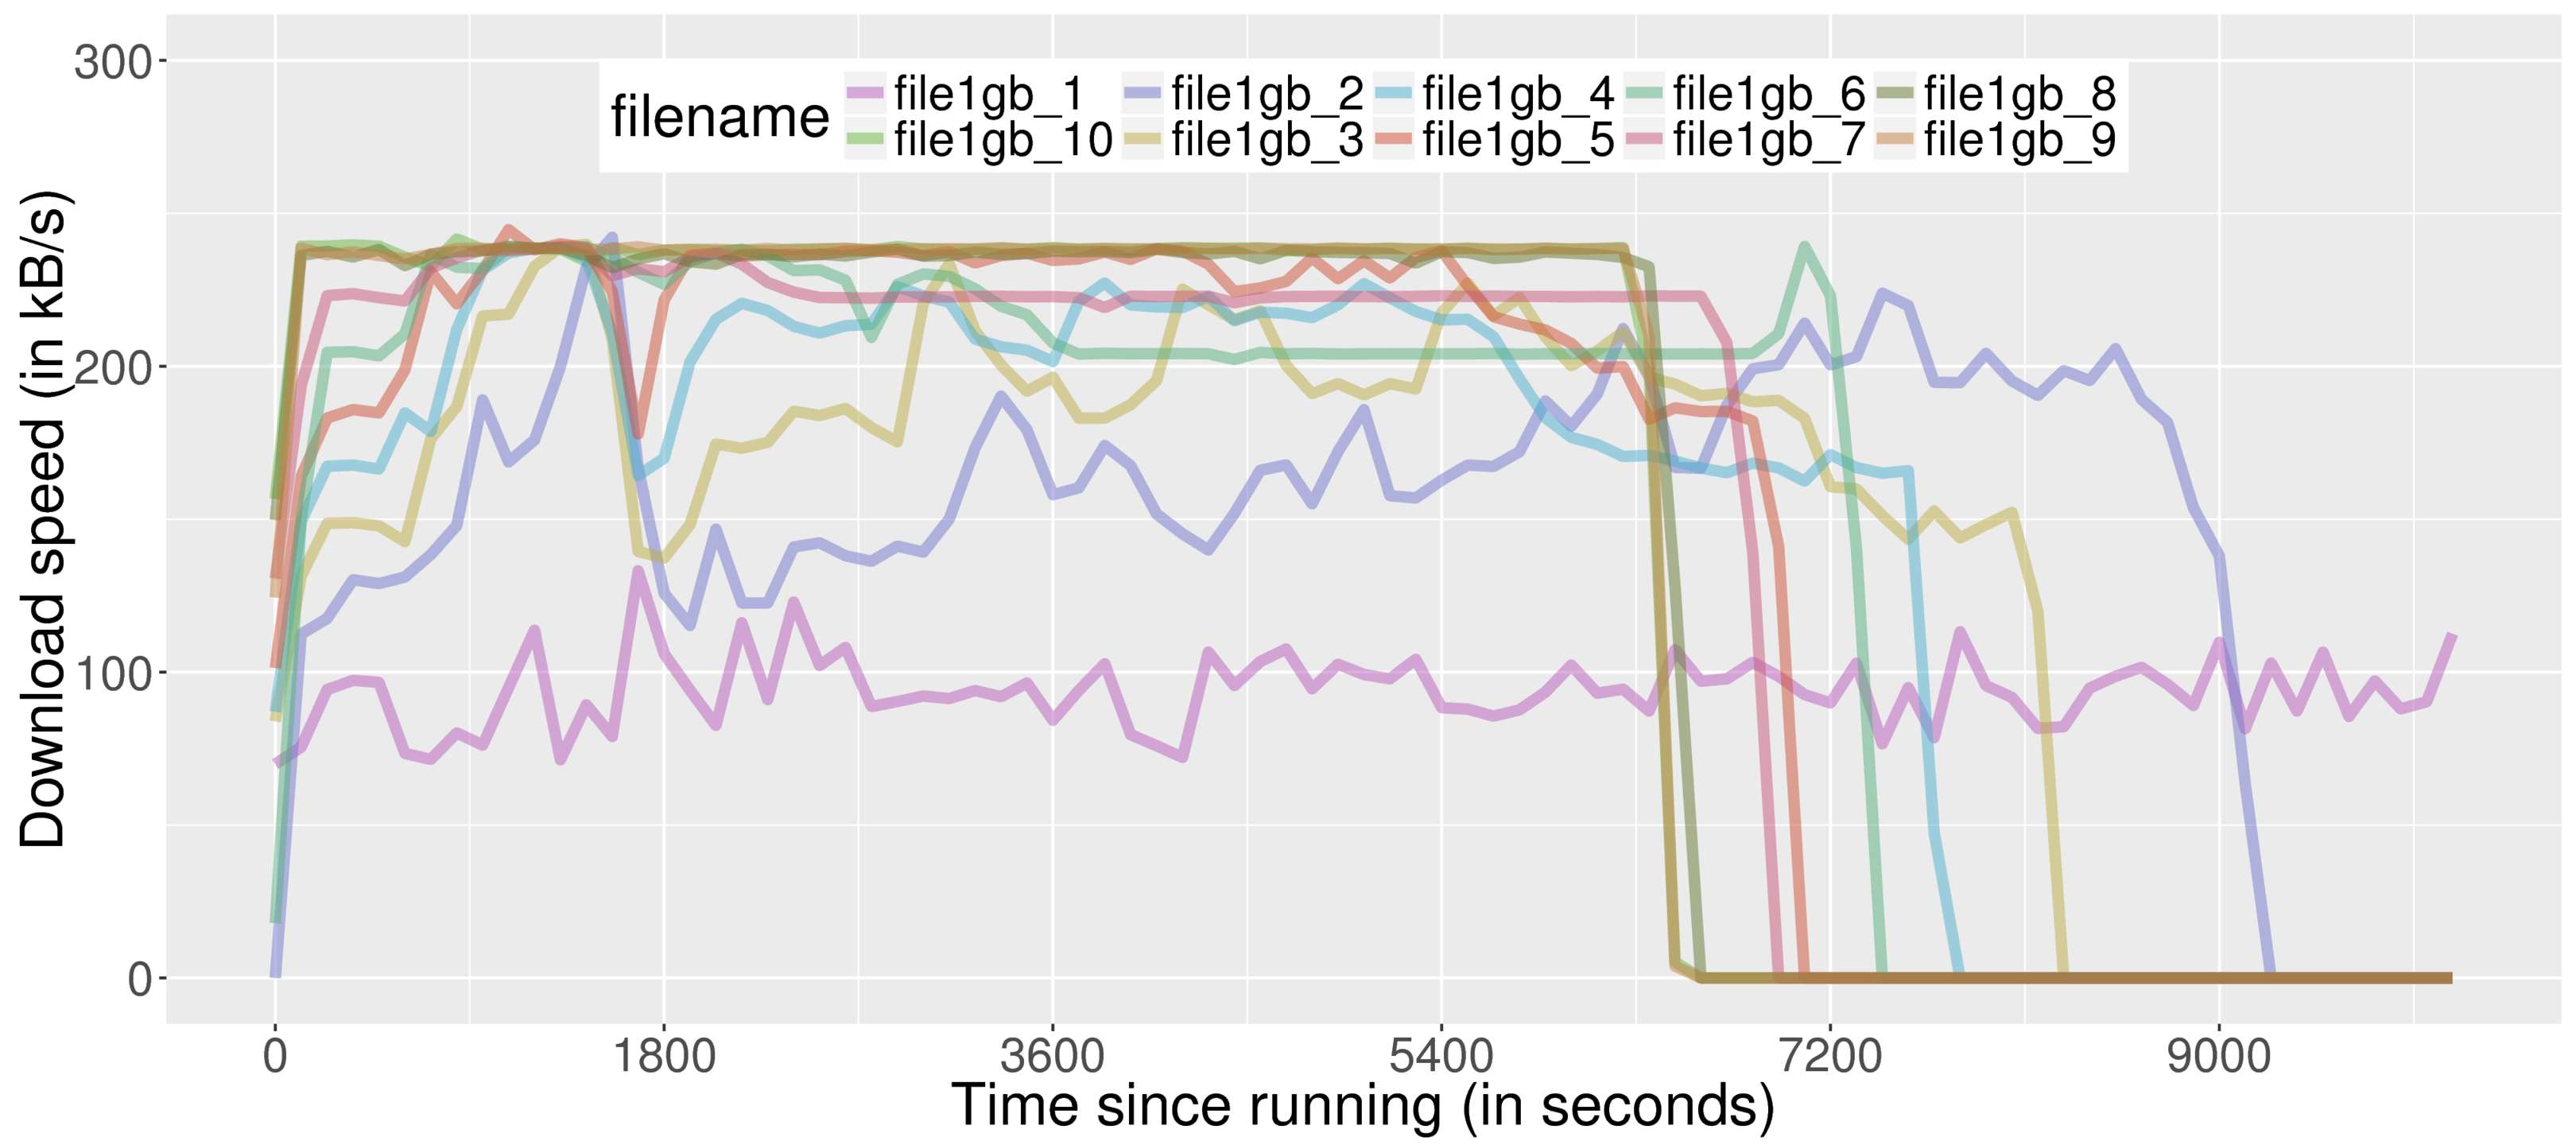 300
200
100
0
Download speed (in kB/s)
filename
file1gb_1 file1gb_2 file1gb_4 file1gb_6 file1gb_8
file1gb_10 file1gb_3 file1gb_5 file1gb_7 file1gb_9
0 1800 3600 5400 7200 9000
Time since running (in seconds)